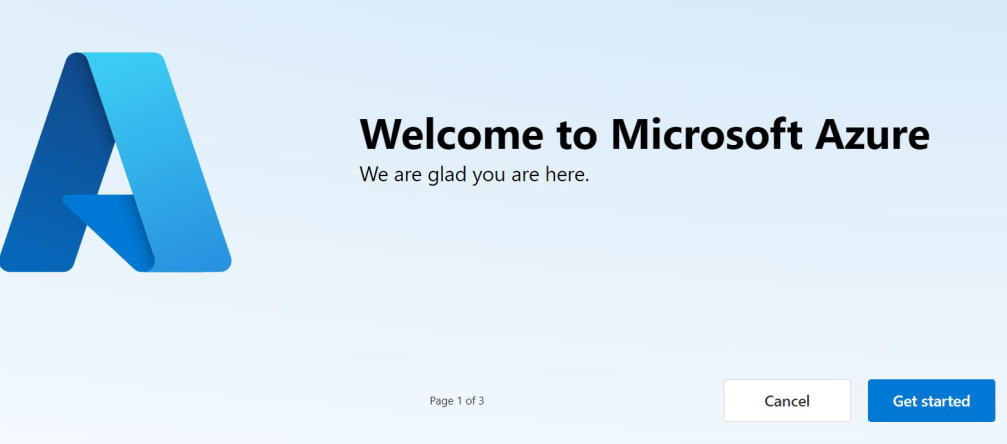 Welcome to Microsoft Azure
We are glad you are here.
Page 1 of 3
Cancel
Get started